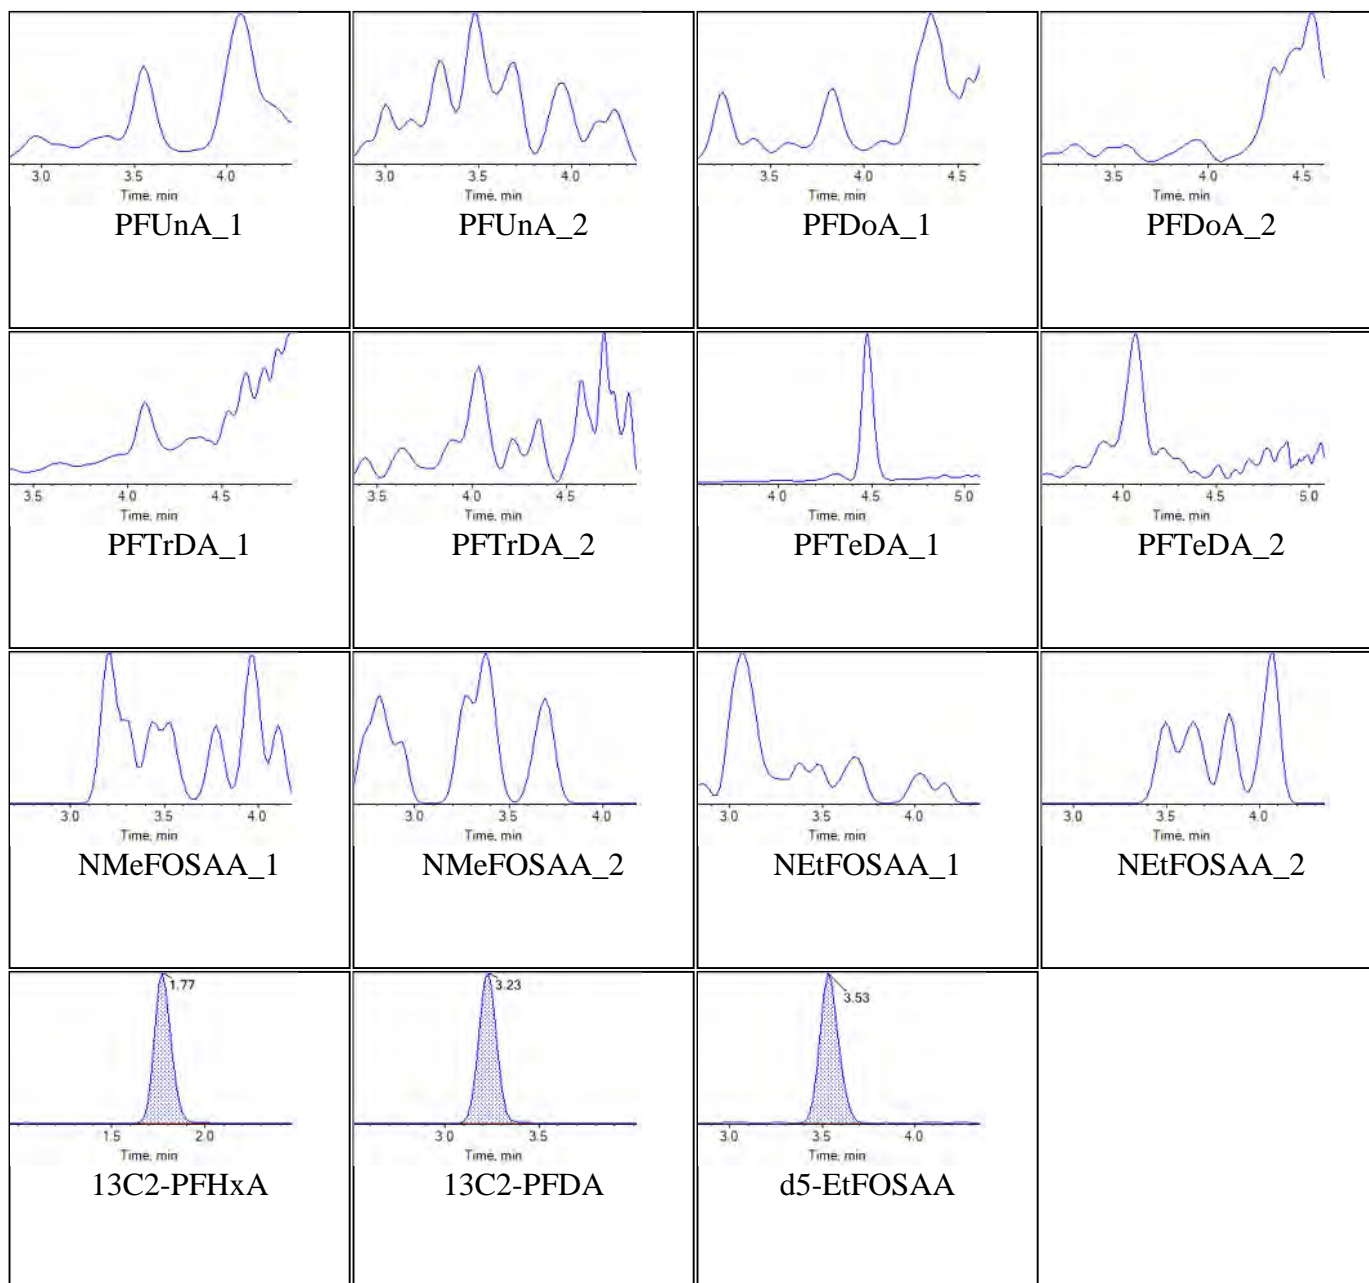 3.0 4.0
Time, min
PFUnA_1
3.0 3.5 4.0
Time, min
PFUnA_2
3.5 4.0 4.5
Time, min
PFDoA_1
3.5 4.0 4.5
Time, min
PFDoA_2
3.5 4.0 4.5
Time, min
PFTrDA_1
3.5 4.0 4.5
Time, min
PFTrDA_2
4.0 4.5 5.0
Time, min
PFTeDA_1
4.0 4.5 5.0
Time, min
PFTeDA_2
3.0 3.5 4.0
Time, min
NMeFOSAA_1
3.0 3.5 4.0
Time, min
NMeFOSAA_2
3.0 3.5 4.0
Time, min
NEtFOSAA_1
3.0 3.5 4.0
Time, min
NEtFOSAA_2
1.77
1.5 2.0
Time, min
13C2-PFHxA
3.23
3.0 3.5
Time, min
13C2-PFDA
3.53
3.0 3.5 4.0
Time, min
d5-EtFOSAA